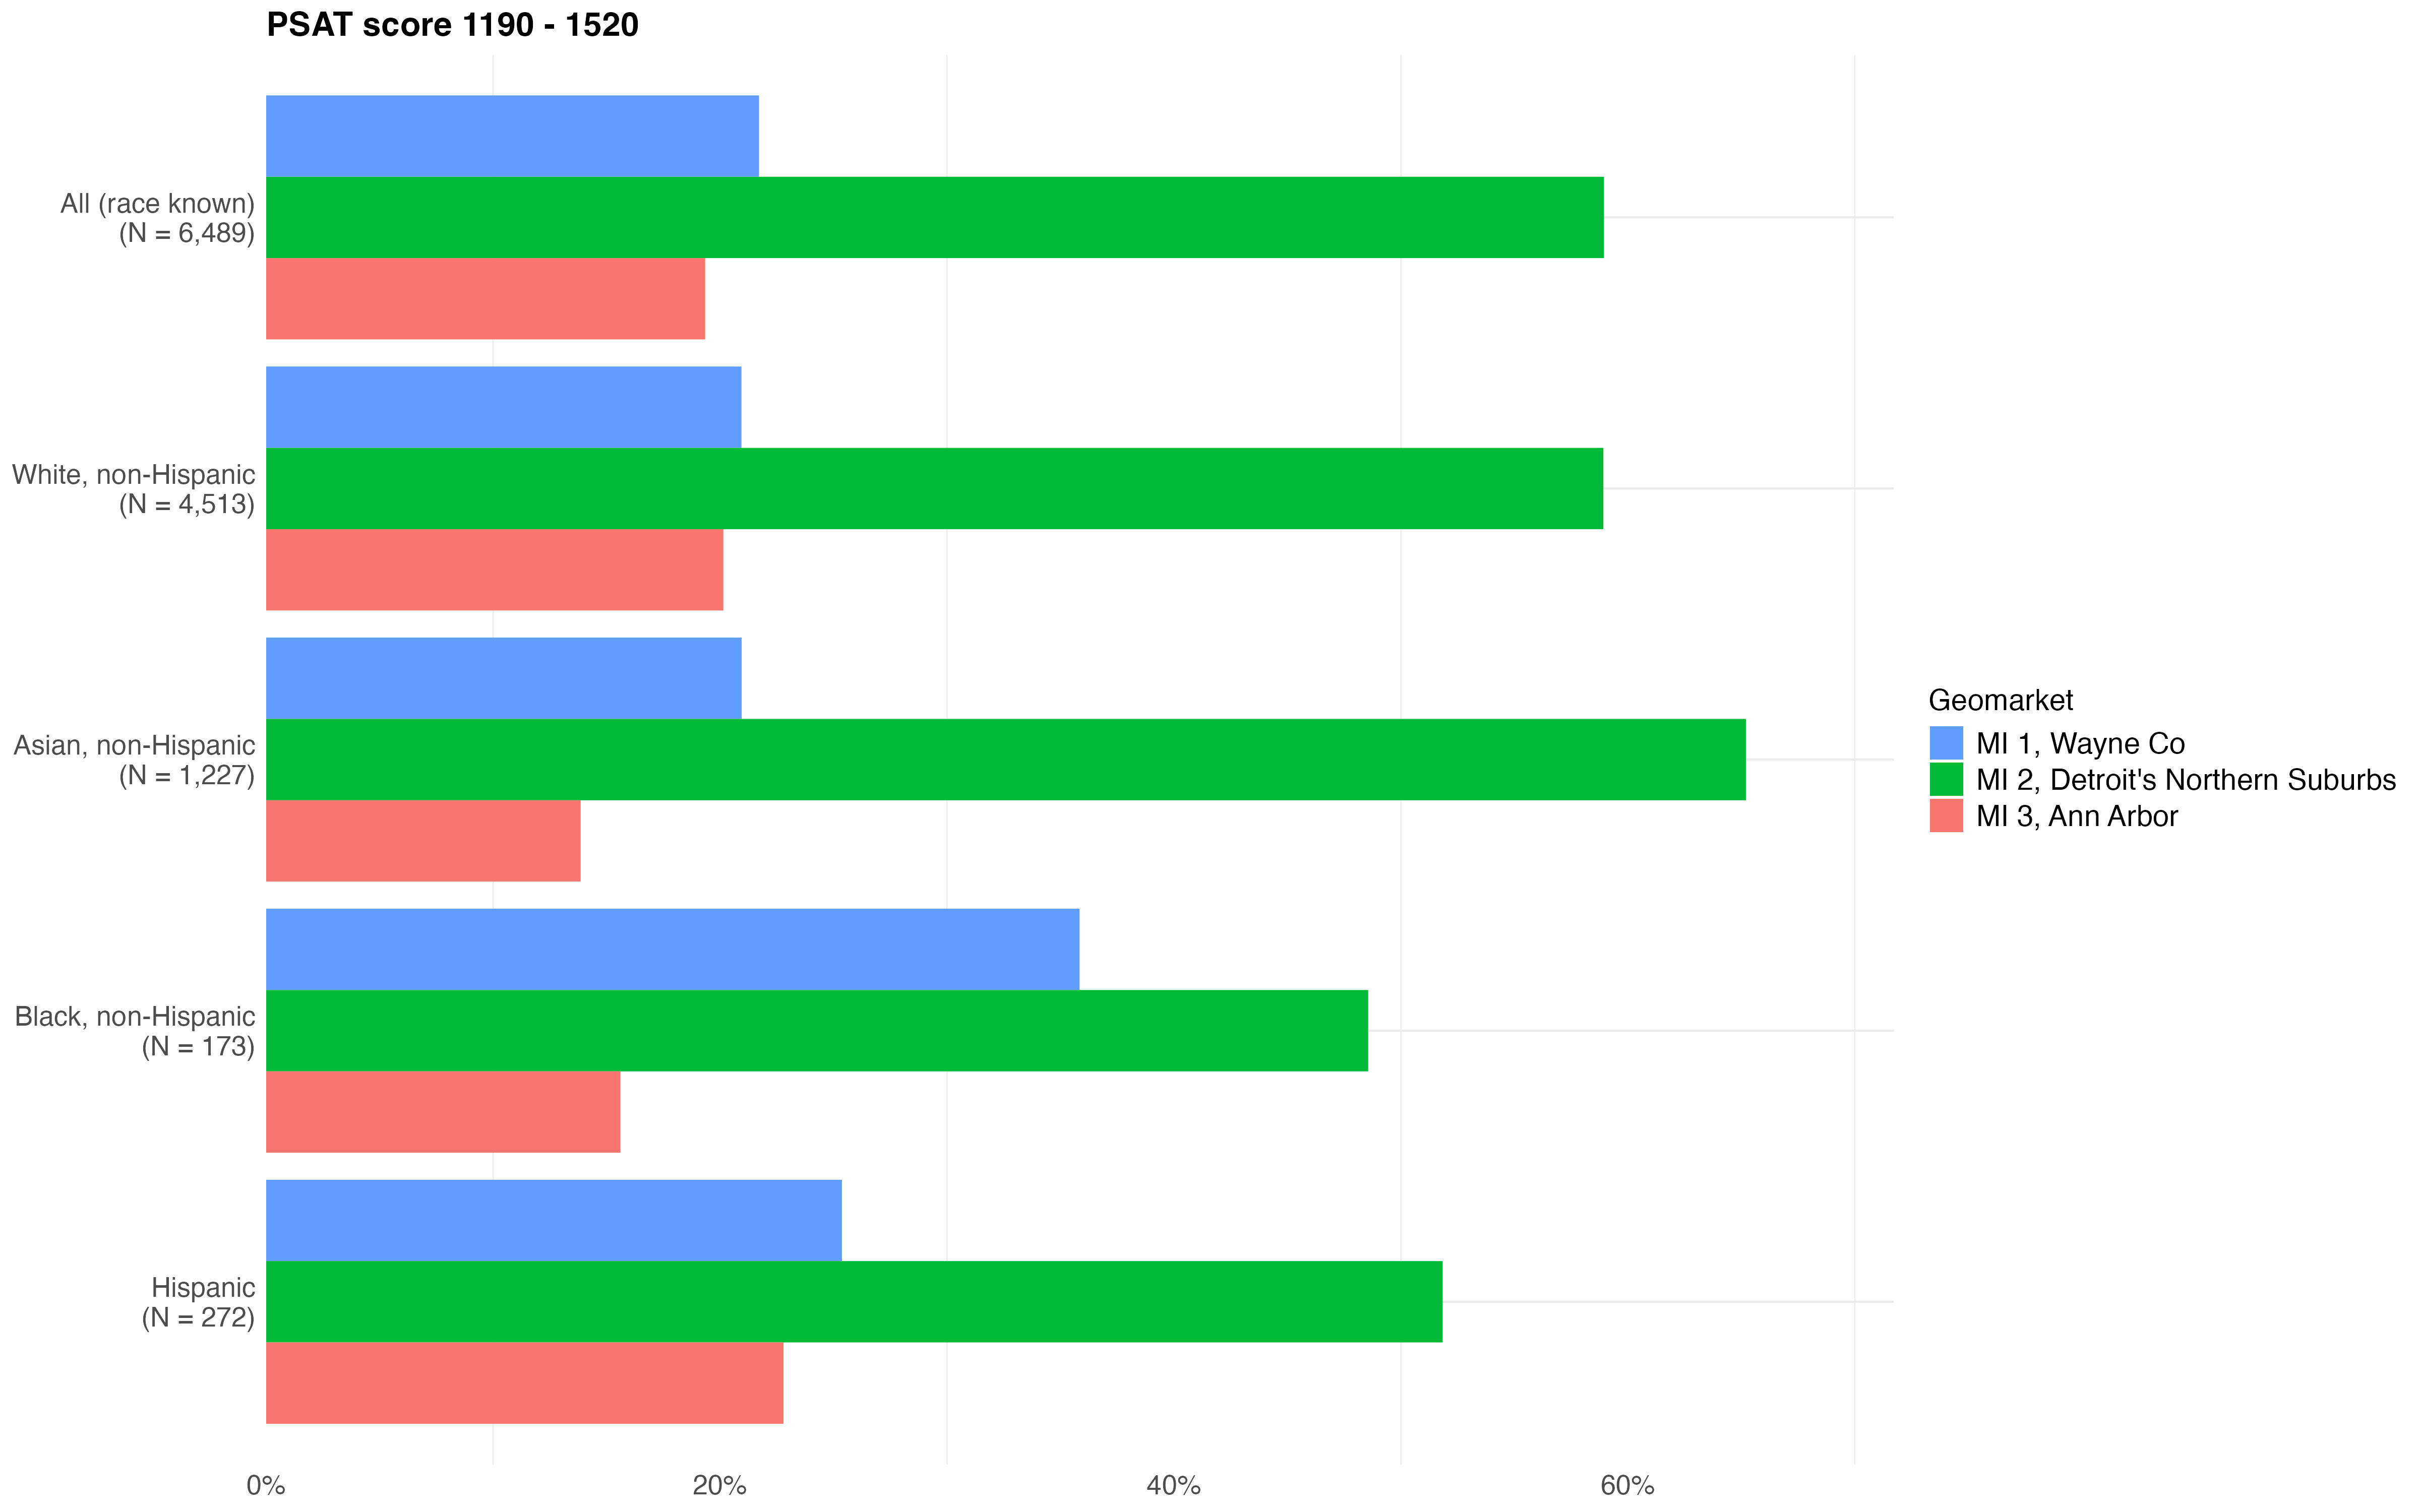 PSAT score 1190 - 1520
All (race known)
(N = 6,489)
White, non-Hispanic
(N = 4,513)
Asian, non-Hispanic
(N = 1,227)
Black, non-Hispanic
(N = 173)
Hispanic
(N = 272)
0%
20%
40%
60%
Geomarket
MI 1, Wayne Co
MI 2, Detroit's Northern Suburbs
MI 3, Ann Arbor